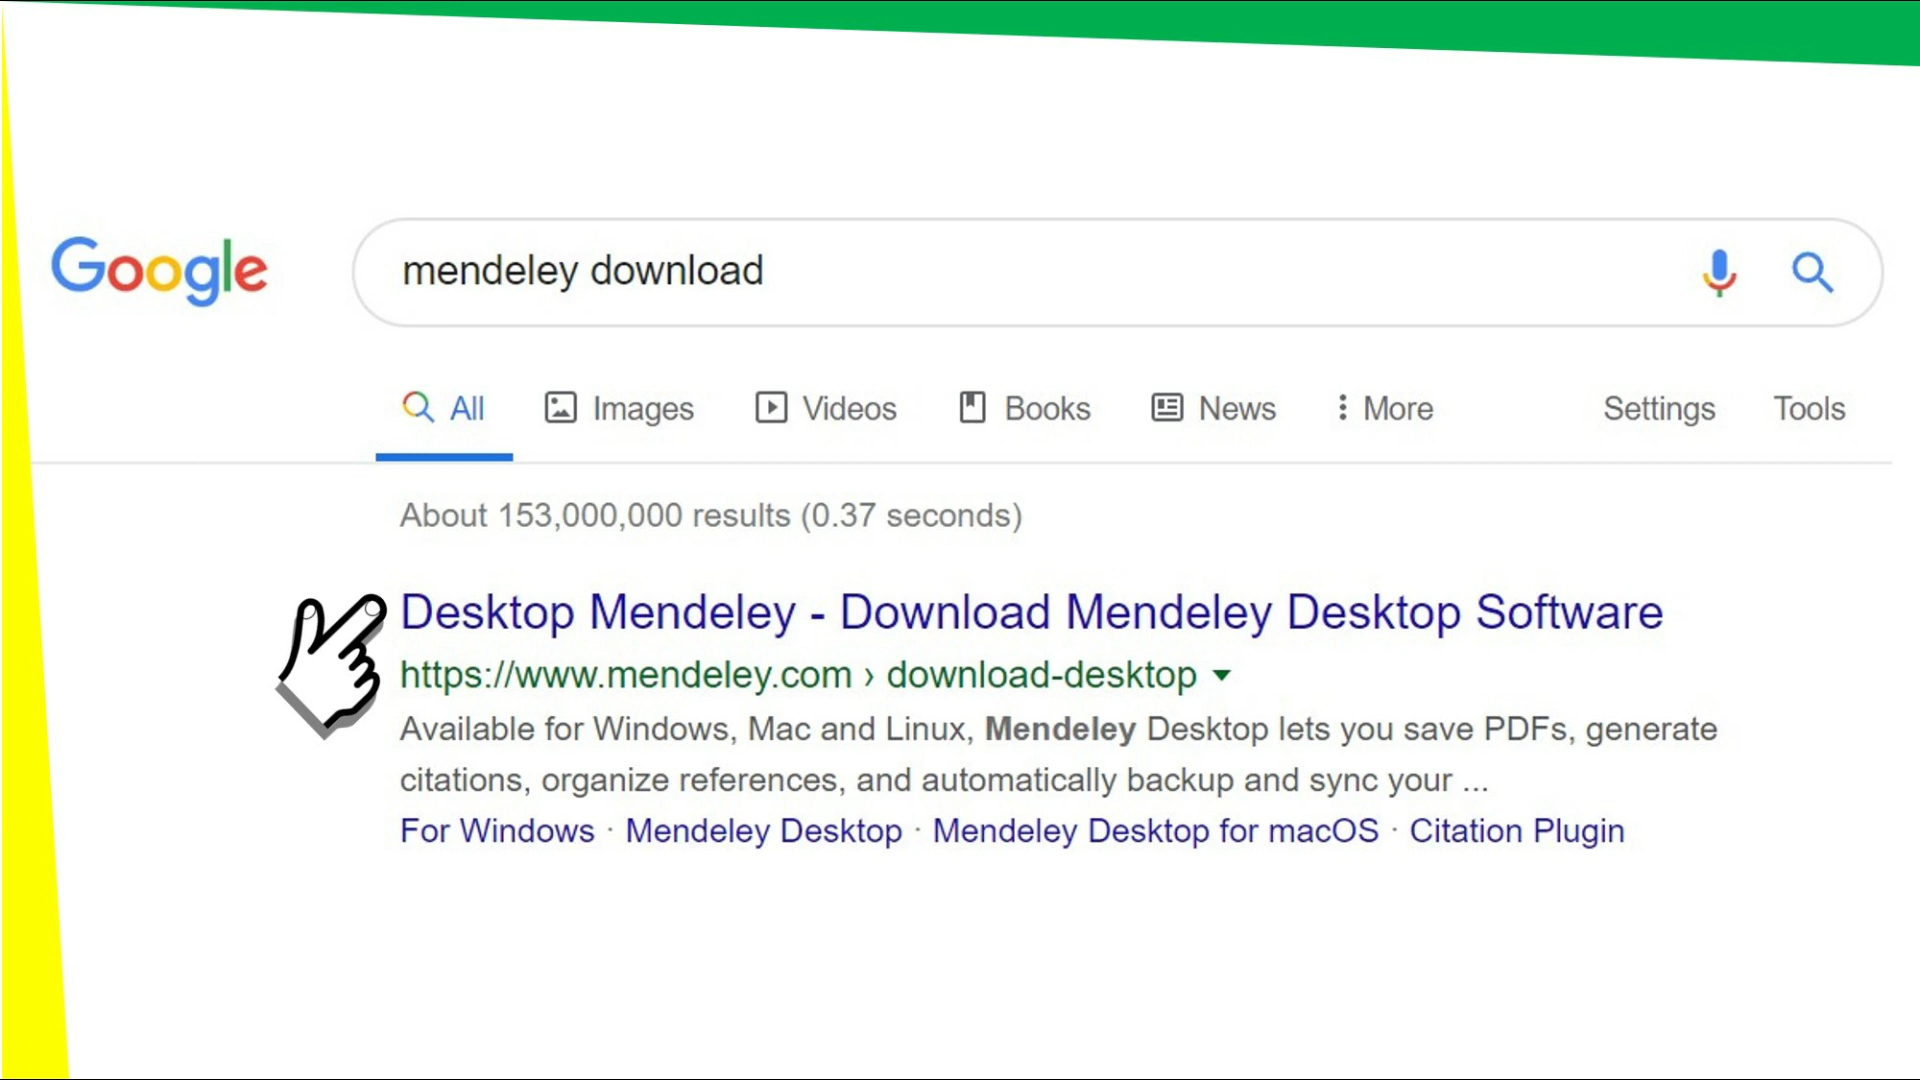 Google
mendeley download
All Images Videos Books News More Settings Tools
About 153,000,000 results (0.37 seconds)
Desktop Mendeley - Download Mendeley Desktop Software
https://www.mendeley.com › download-desktop
Available for Windows, Mac and Linux, Mendeley Desktop lets you save PDFs, generate
citations, organize references, and automatically backup and sync your ...
For Windows · Mendeley Desktop · Mendeley Desktop for macOS · Citation Plugin